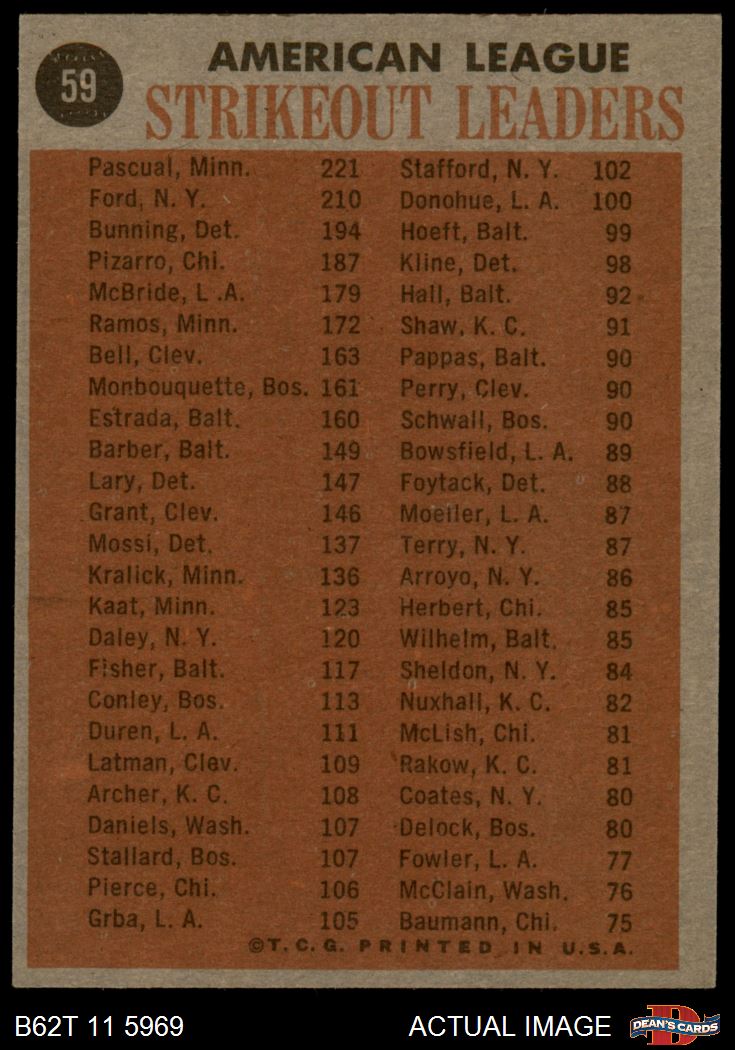 59
AMERICAN LEAGUE
STRIKEOUT LEADERS
Pascual, Minn. 221
Ford, N. Y. 210
Bunning, Det. 194
Pizarro, Chi. 187
McBride, L .A. 179
Ramos, Minn. 172
Bell, Clev. 163
Monbouquette, Bos. 161
Estrada, Balt. 160
Barber, Balt. 149
Lary, Det. 147
Grant, Clev. 146
Mossi, Det. 137
Kralick, Minn. 136
Kaat, Minn. 123
Daley, N. Y. 120
Fisher, Balt. 117
Conley, Bos. 113
Duren, L. A. 111
Latman, Clev. 109
Archer, K. C. 108
Daniels, Wash. 107
Stallard, Bos. 107
Pierce, Chi. 106
Grba, L. A. 105
Stafford, N. Y. 102
Donohue, L. A. 100
Hoeft, Balt. 99
Kline, Det. 98
Hall, Balt. 92
Shaw, K. C. 91
Pappas, Balt. 90
Perry, Clev. 90
Schwall, Bos. 90
Bowsfield, L. A. 89
Foytack, Det. 88
Moeller, L. A. 87
Terry, N. Y. 87
Arroyo, N. Y. 86
Herbert, Chi. 85
Wilhelm, Balt. 85
Sheldon, N. Y. 84
Nuxhall, K. C. 82
McLish, Chi. 81
Rakow, K. C. 81
Coates, N. Y. 80
Delock, Bos. 80
Fowler, L. A. 77
McClain, Wash. 76
Baumann, Chi. 75
©T. C. G. PRINTED IN U.S.A.
B62T 11 5969
ACTUAL IMAGE
DEAN'S CARDS